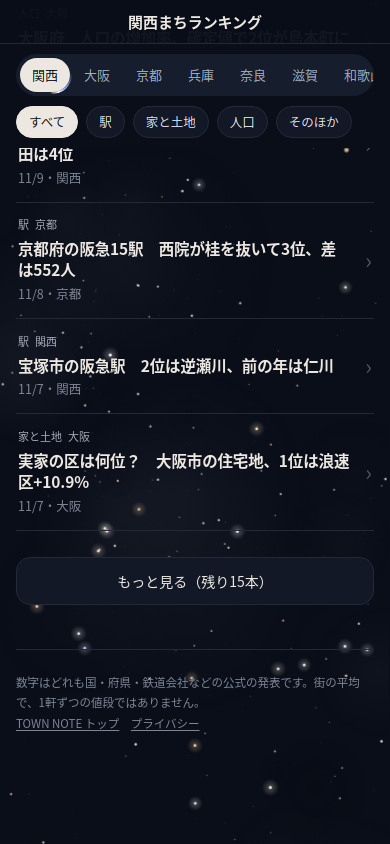 関西まちランキング
関西 大阪 京都 兵庫 奈良 滋賀
すべて 駅 家と土地 人口 そのほか
田は4位
11/9・関西
駅 京都
京都府の阪急15駅　西院が桂を抜いて3位、差
は552人
11/8・京都
駅 関西
宝塚市の阪急駅　2位は逆瀬川、前の年は仁川
11/7・関西
家と土地 大阪
実家の区は何位？　大阪市の住宅地、1位は浪速
区+10.9%
11/7・大阪
もっと見る（残り15本）
数字はどれも国・府県・鉄道会社などの公式の発表です。街の平均
で、1軒ずつの値段ではありません。
TOWN NOTE トップ プライバシー